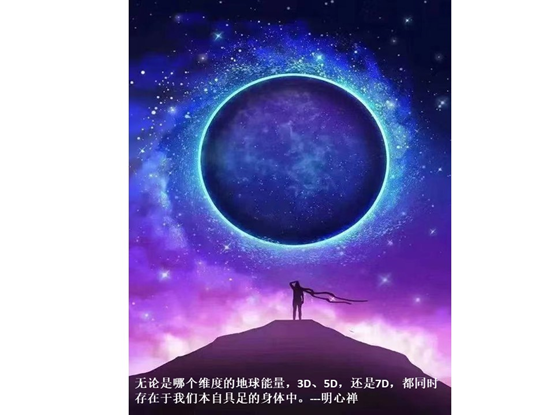 无论是哪个维度的地球能量，3D、5D，还是7D，都同时
存在于我们本自具足的身体中。---明心禅